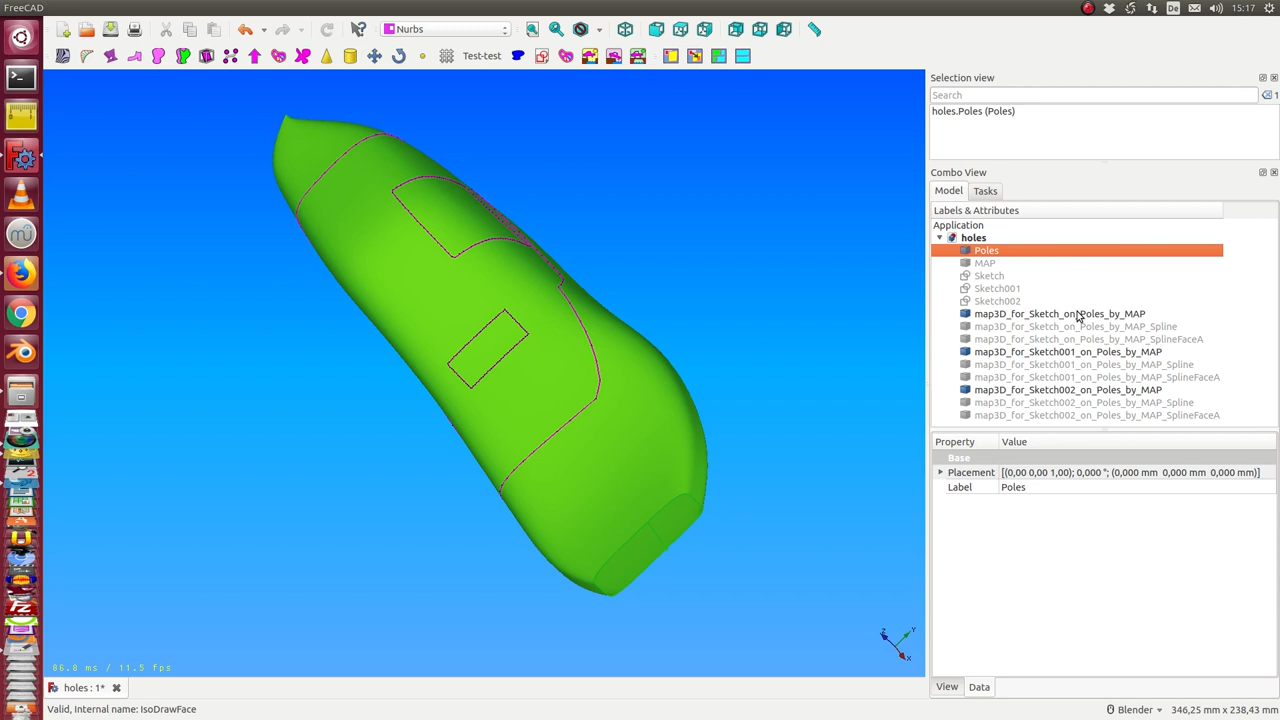 FreeCAD
De
15:17
Nurbs
Test-test
Selection view
Search
1
holes.Poles (Poles)
Combo View
Model
Tasks
Labels & Attributes
Application
holes
Poles
MAP
Sketch
Sketch001
Sketch002
map3D_for_Sketch_on_Poles_by_MAP
map3D_for_Sketch_on_Poles_by_MAP_Spline
map3D_for_Sketch_on_Poles_by_MAP_SplineFaceA
map3D_for_Sketch001_on_Poles_by_MAP
map3D_for_Sketch001_on_Poles_by_MAP_Spline
map3D_for_Sketch001_on_Poles_by_MAP_SplineFaceA
map3D_for_Sketch002_on_Poles_by_MAP
map3D_for_Sketch002_on_Poles_by_MAP_Spline
map3D_for_Sketch002_on_Poles_by_MAP_SplineFaceA
Property Value
Base
Placement [(0,00 0,00 1,00); 0,000 °; (0,000 mm 0,000 mm 0,000 mm)]
Label Poles
Z
Y
X
86.8 ms / 11.5 fps
holes : 1*
View
Data
Valid, Internal name: IsoDrawFace
Blender
346,25 mm x 238,43 mm